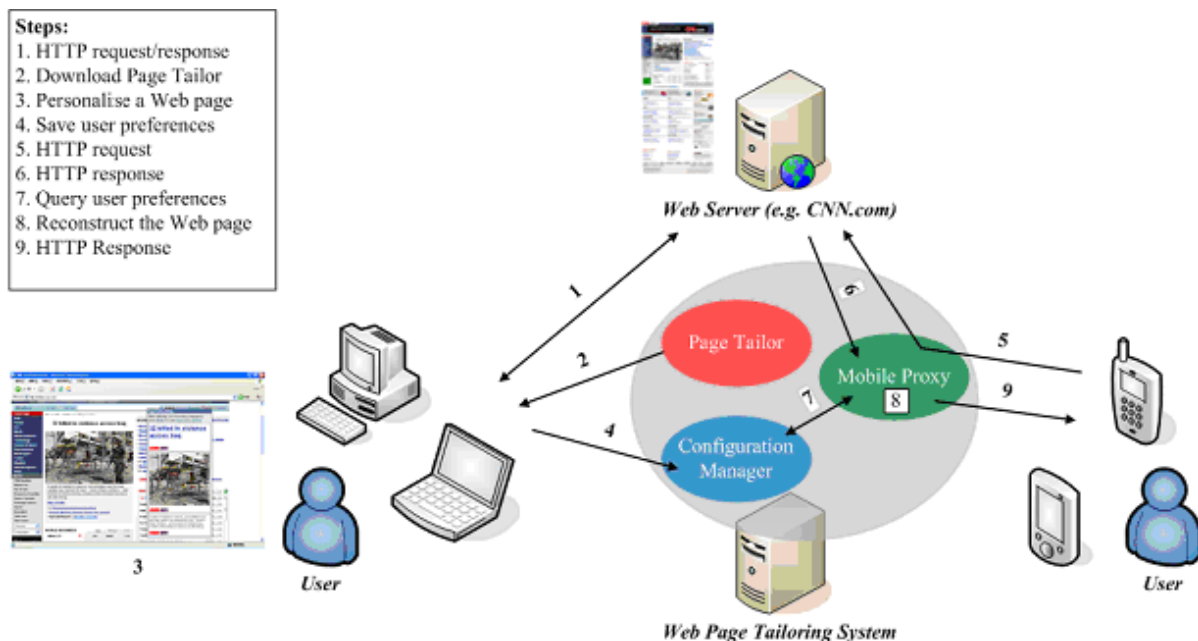 Steps:
1. HTTP request/response
2. Download Page Tailor
3. Personalise a Web page
4. Save user preferences
5. HTTP request
6. HTTP response
7. Query user preferences
8. Reconstruct the Web page
9. HTTP Response
Web Server (e.g. CNN.com)
1
6
2
Page Tailor
5
Mobile Proxy
8
9
7
4
Configuration
Manager
3
User
User
Web Page Tailoring System